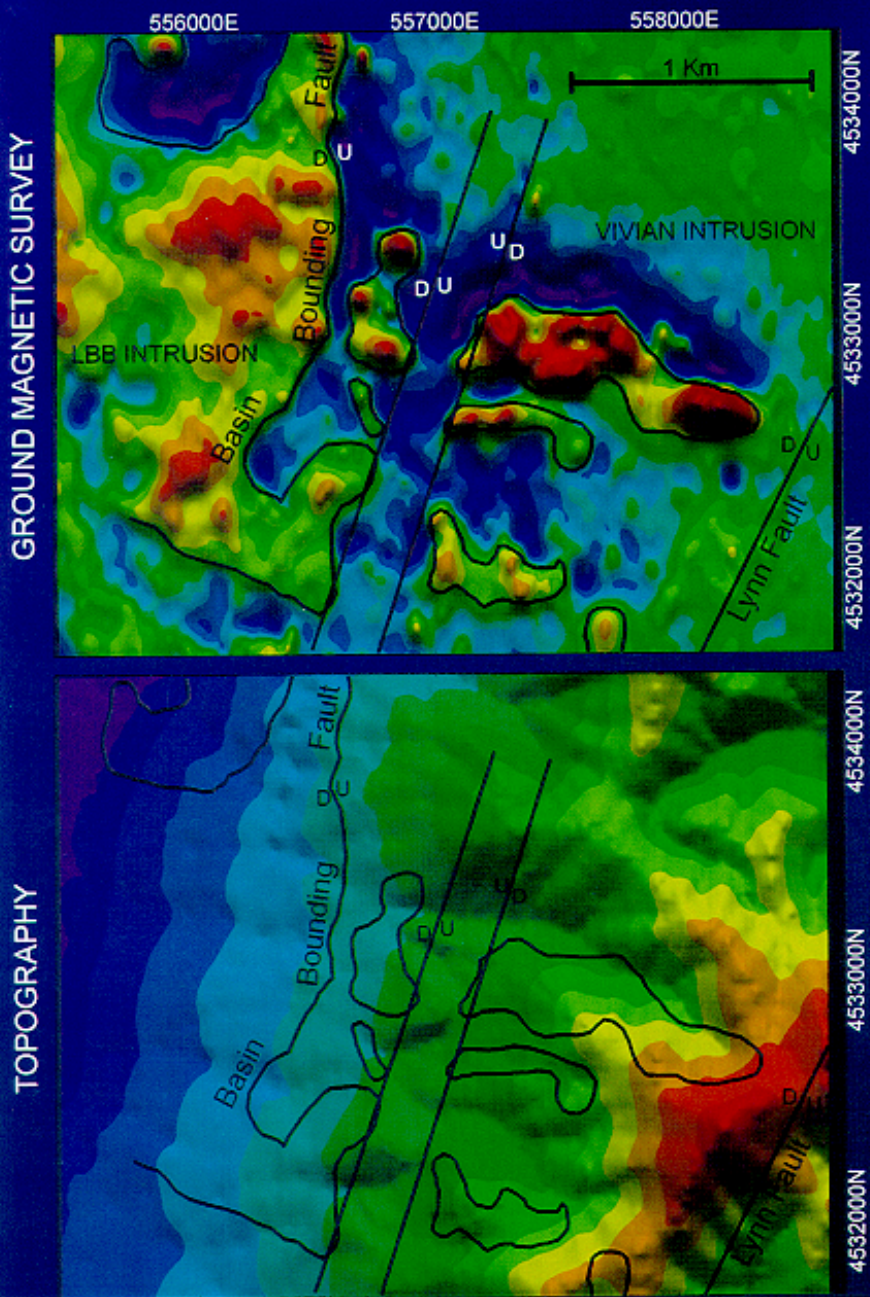 556000E 557000E 558000E
GROUND MAGNETIC SURVEY
Fault
1 Km
4534000N
D U
Bounding
U D
VIVIAN INTRUSION
D U
4533000N
LBB INTRUSION
Basin
D U
Lynn Fault
4532000N
TOPOGRAPHY
Fault
4534000N
D U
Bounding
U D
D U
4533000N
Basin
D U
Lynn Fault
4532000N